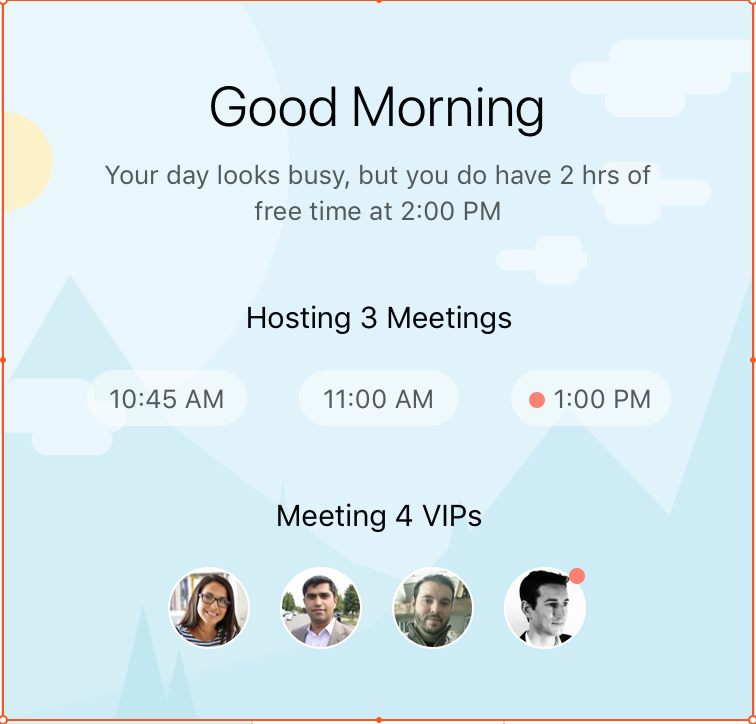 Good Morning
Your day looks busy, but you do have 2 hrs of
free time at 2:00 PM
Hosting 3 Meetings
10:45 AM
11:00 AM
1:00 PM
Meeting 4 VIPs